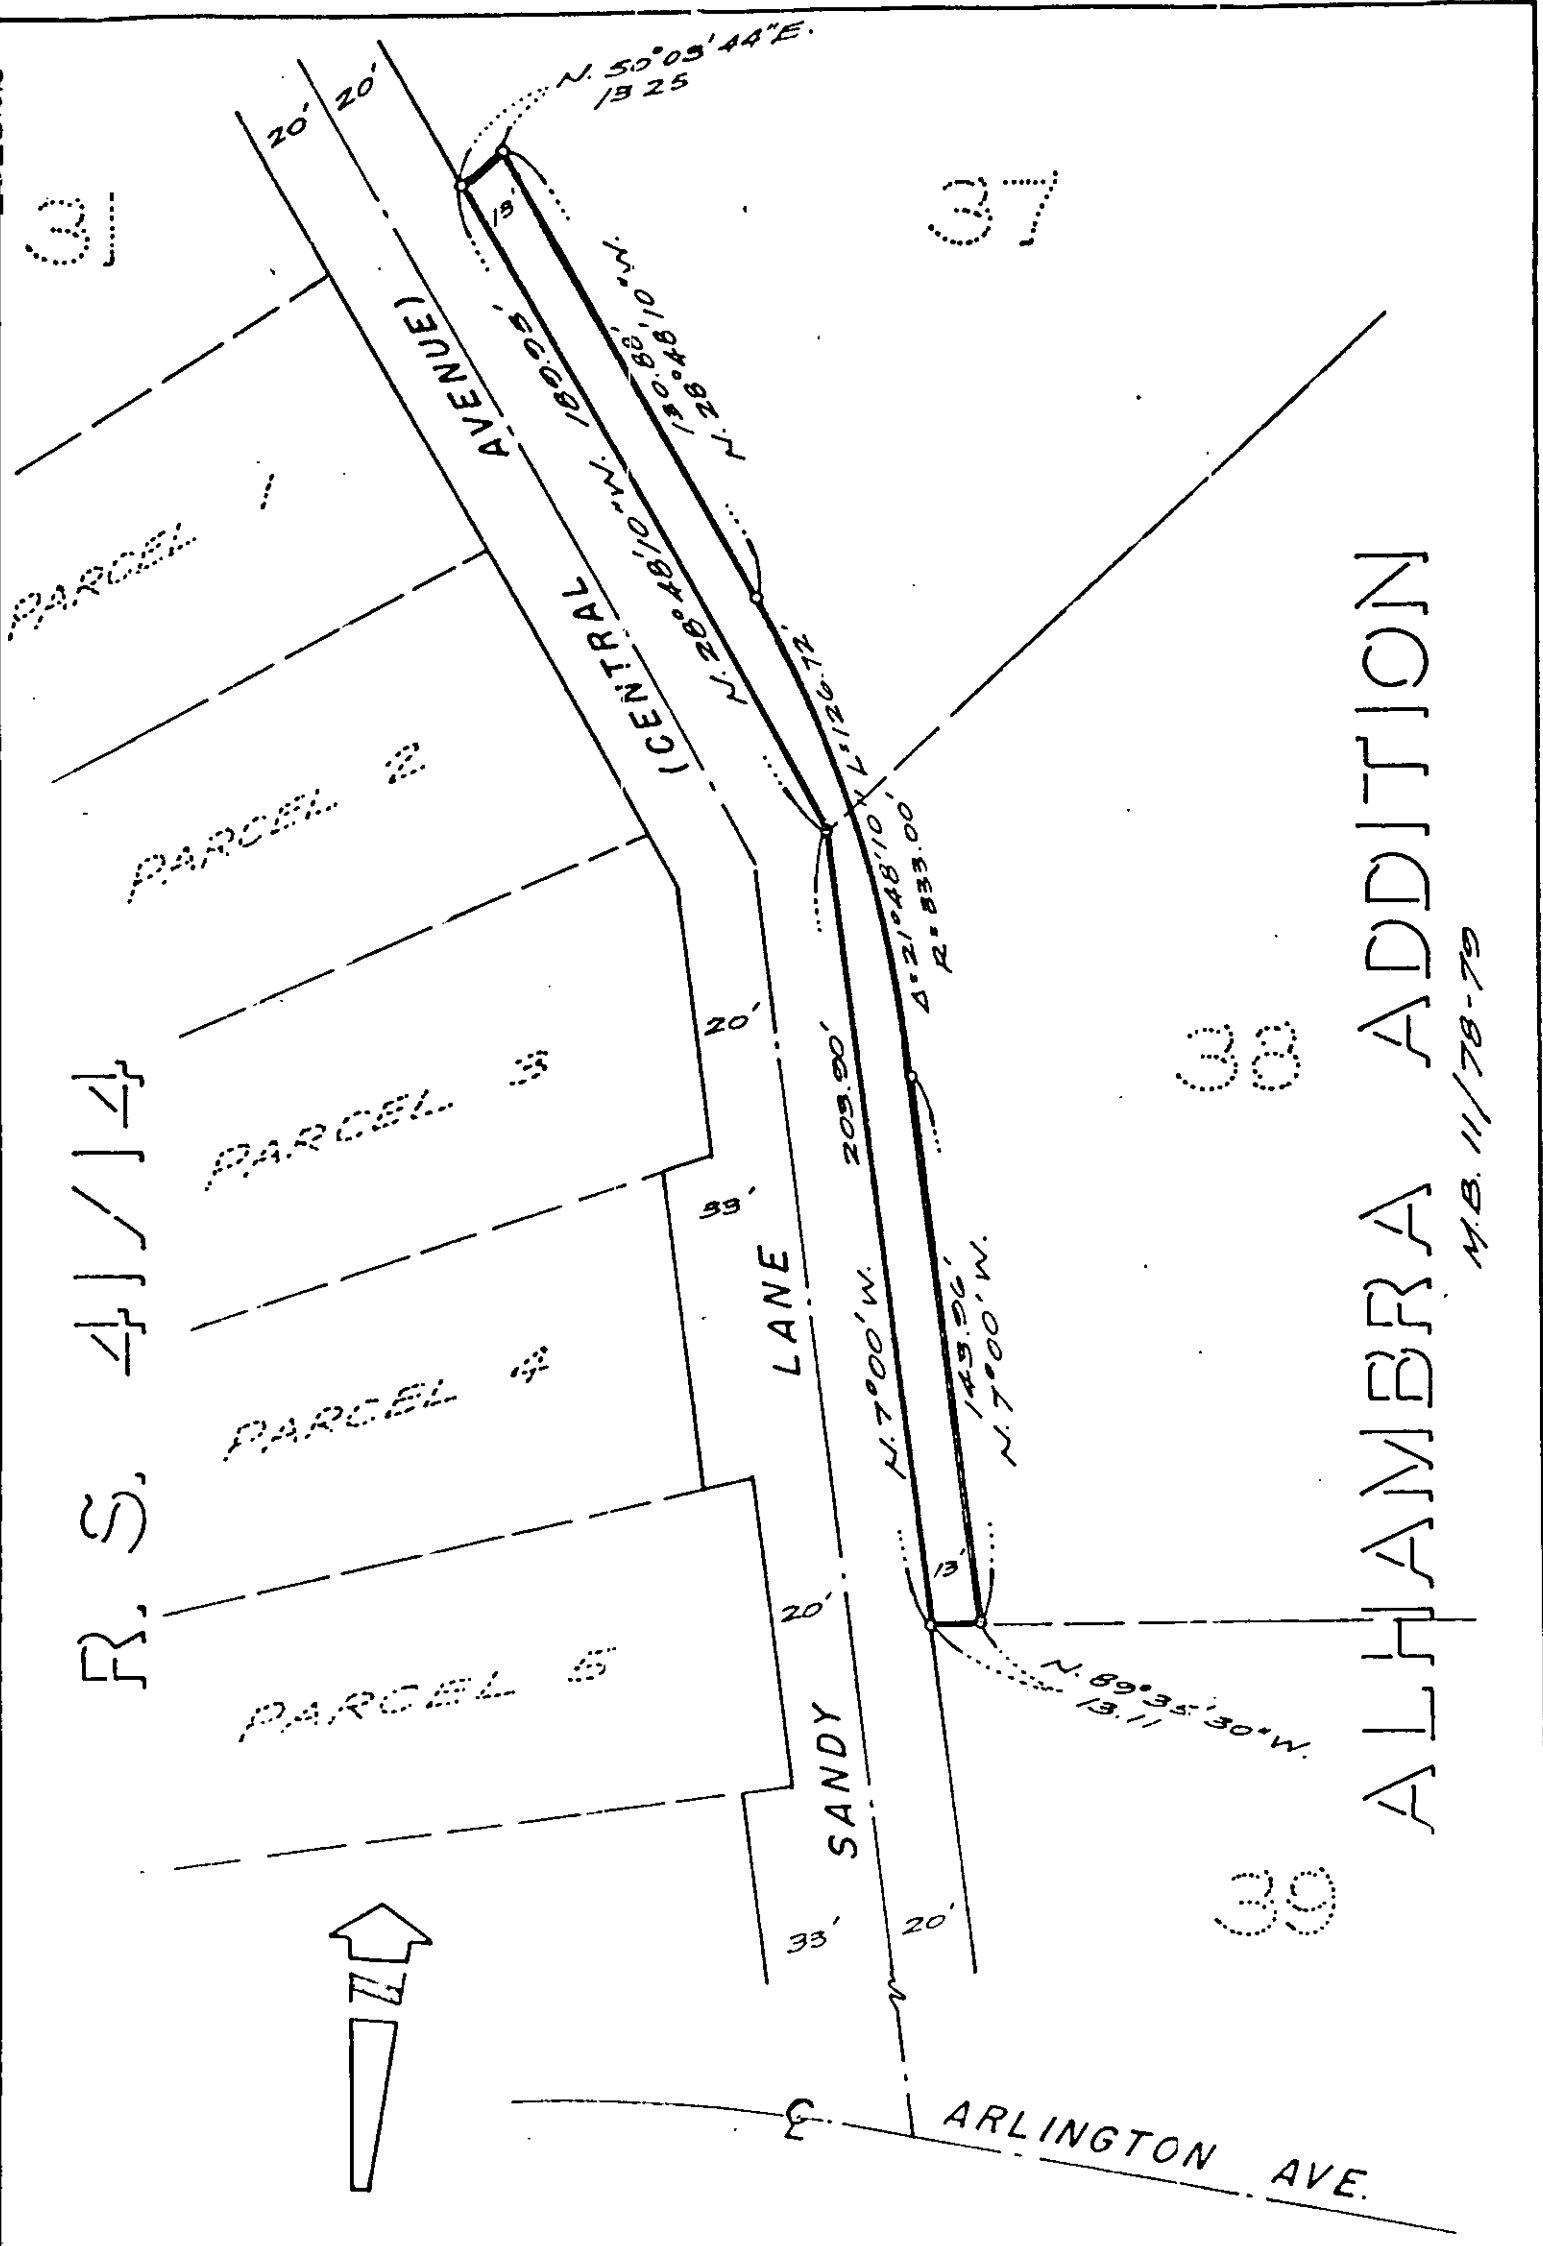 N. 50°03'44"E.
13.25
20'
20'
31
37
13'
AVENUE)
189.95'
130.88'
N. 28°48'10"W.
PARCEL 1
N. 28°48'10"W.
(CENTRAL
L=126.72'
Δ=21°48'10"
R=333.00'
PARCEL 2
20'
PARCEL 3
203.90'
38
R. S. 41/14
33'
LANE
N. 7°00'W.
143.96'
N. 7°00'W.
PARCEL 4
ALHAMBRA ADDITION
M.B. 11/78-79
13'
20'
PARCEL 5
N. 89°35'30"W.
13.11
SANDY
39
33'
20'
N
ARLINGTON AVE.